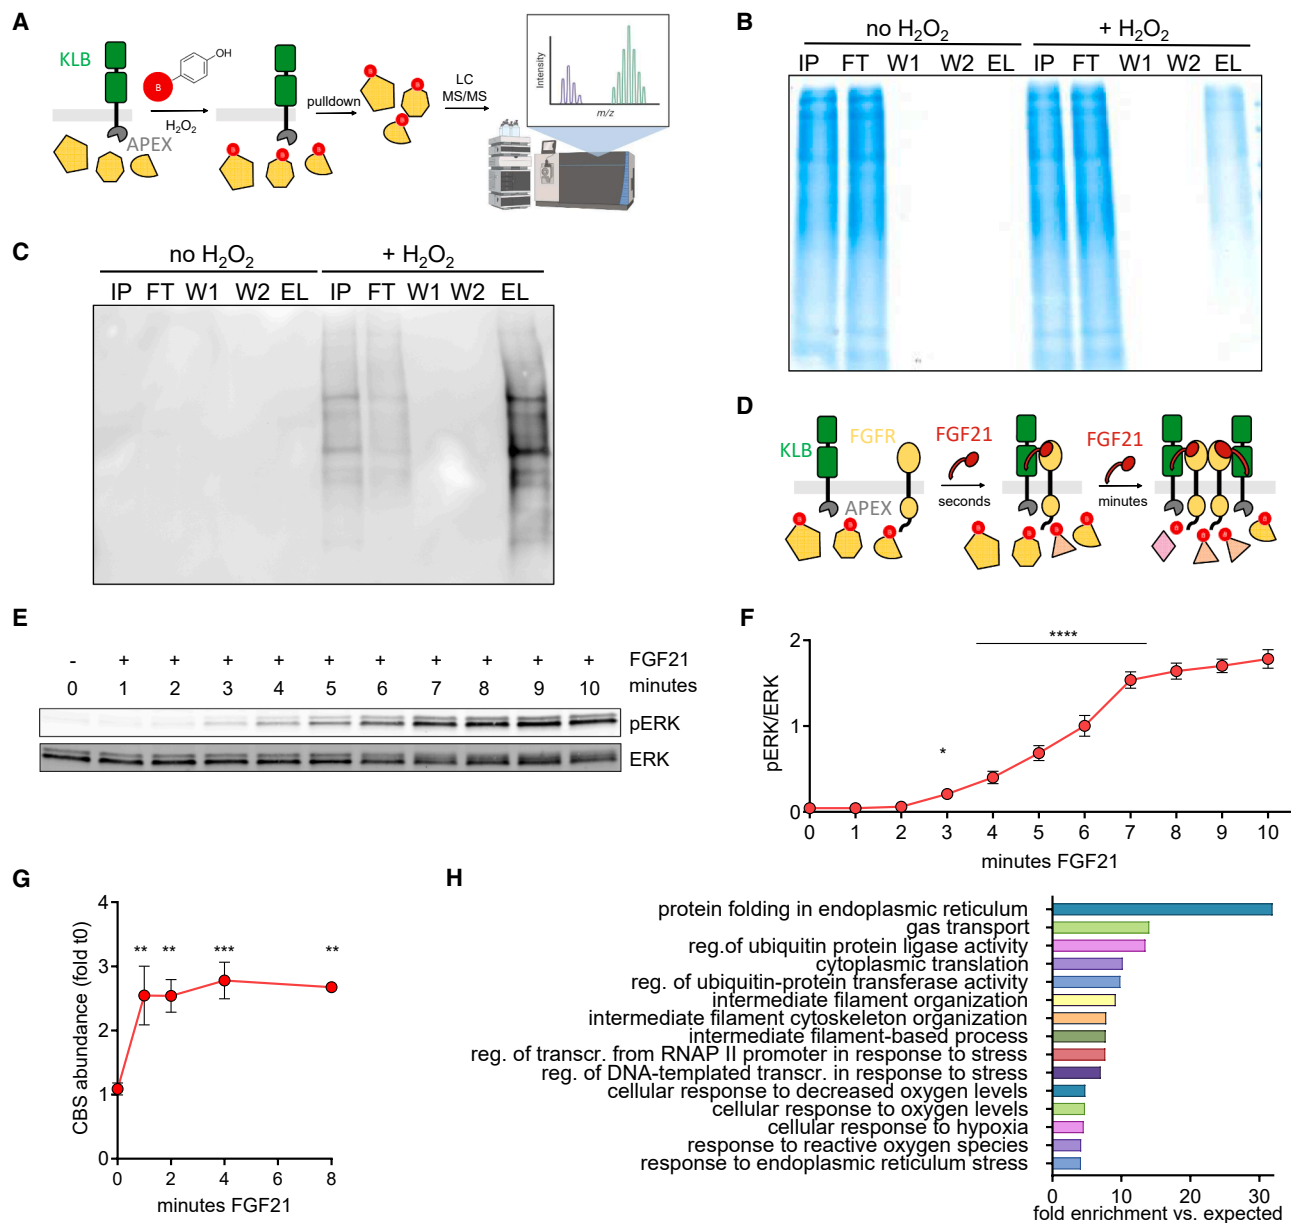 A
KLB
B
OH
H₂O₂
APEX
pulldown
B
B
B
B
B
B
LC
MS/MS
Intensity
m/z
B
no H₂O₂
+ H₂O₂
IP FT W1 W2 EL IP FT W1 W2 EL
C
no H₂O₂
+ H₂O₂
IP FT W1 W2 EL IP FT W1 W2 EL
D
KLB
FGFR
APEX
FGF21
seconds
FGF21
minutes
B
B
B
B
B
B
B
B
B
B
B
E
- + + + + + + + + + + FGF21
0 1 2 3 4 5 6 7 8 9 10 minutes
pERK
ERK
F
pERK/ERK
2
1
0
*
****
0 1 2 3 4 5 6 7 8 9 10
minutes FGF21
G
CBS abundance (fold t0)
4
3
2
1
0
** ** *** **
0 2 4 6 8
minutes FGF21
H
protein folding in endoplasmic reticulum
gas transport
reg.of ubiquitin protein ligase activity
cytoplasmic translation
reg. of ubiquitin-protein transferase activity
intermediate filament organization
intermediate filament cytoskeleton organization
intermediate filament-based process
reg. of transcr. from RNAP II promoter in response to stress
reg. of DNA-templated transcr. in response to stress
cellular response to decreased oxygen levels
cellular response to oxygen levels
cellular response to hypoxia
response to reactive oxygen species
response to endoplasmic reticulum stress
0 10 20 30
fold enrichment vs. expected